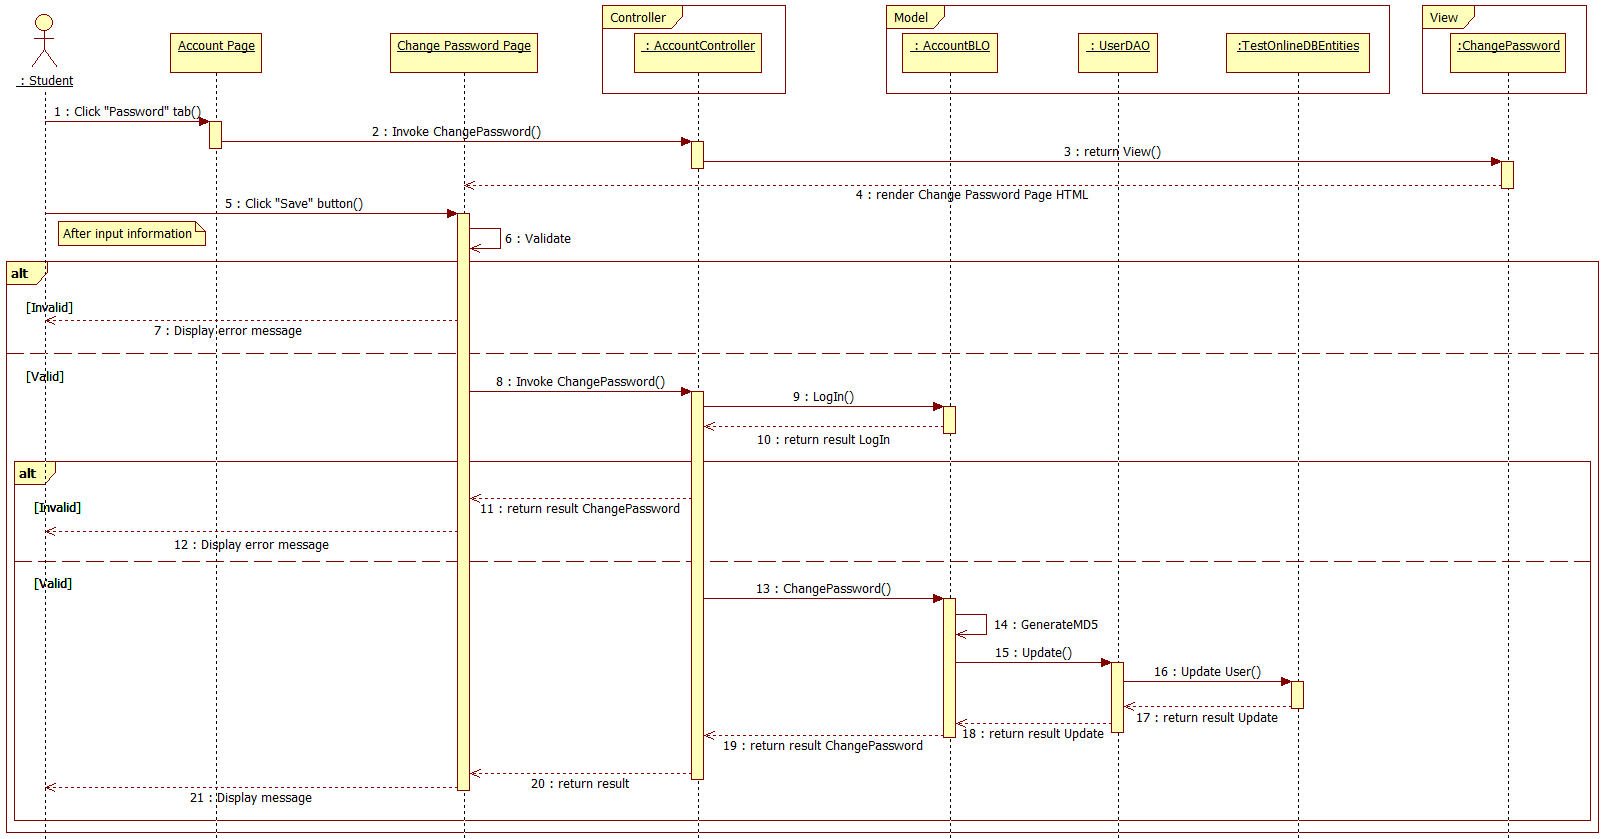 Controller
Model
View
Account Page
Change Password Page
: AccountController
: AccountBLO
: UserDAO
:TestOnlineDBEntities
:ChangePassword
: Student
1 : Click "Password" tab()
2 : Invoke ChangePassword()
3 : return View()
4 : render Change Password Page HTML
5 : Click "Save" button()
After input information
6 : Validate
alt
[Invalid]
7 : Display error message
[Valid]
8 : Invoke ChangePassword()
9 : LogIn()
10 : return result LogIn
alt
[Invalid]
11 : return result ChangePassword
12 : Display error message
[Valid]
13 : ChangePassword()
14 : GenerateMD5
15 : Update()
16 : Update User()
17 : return result Update
18 : return result Update
19 : return result ChangePassword
20 : return result
21 : Display message